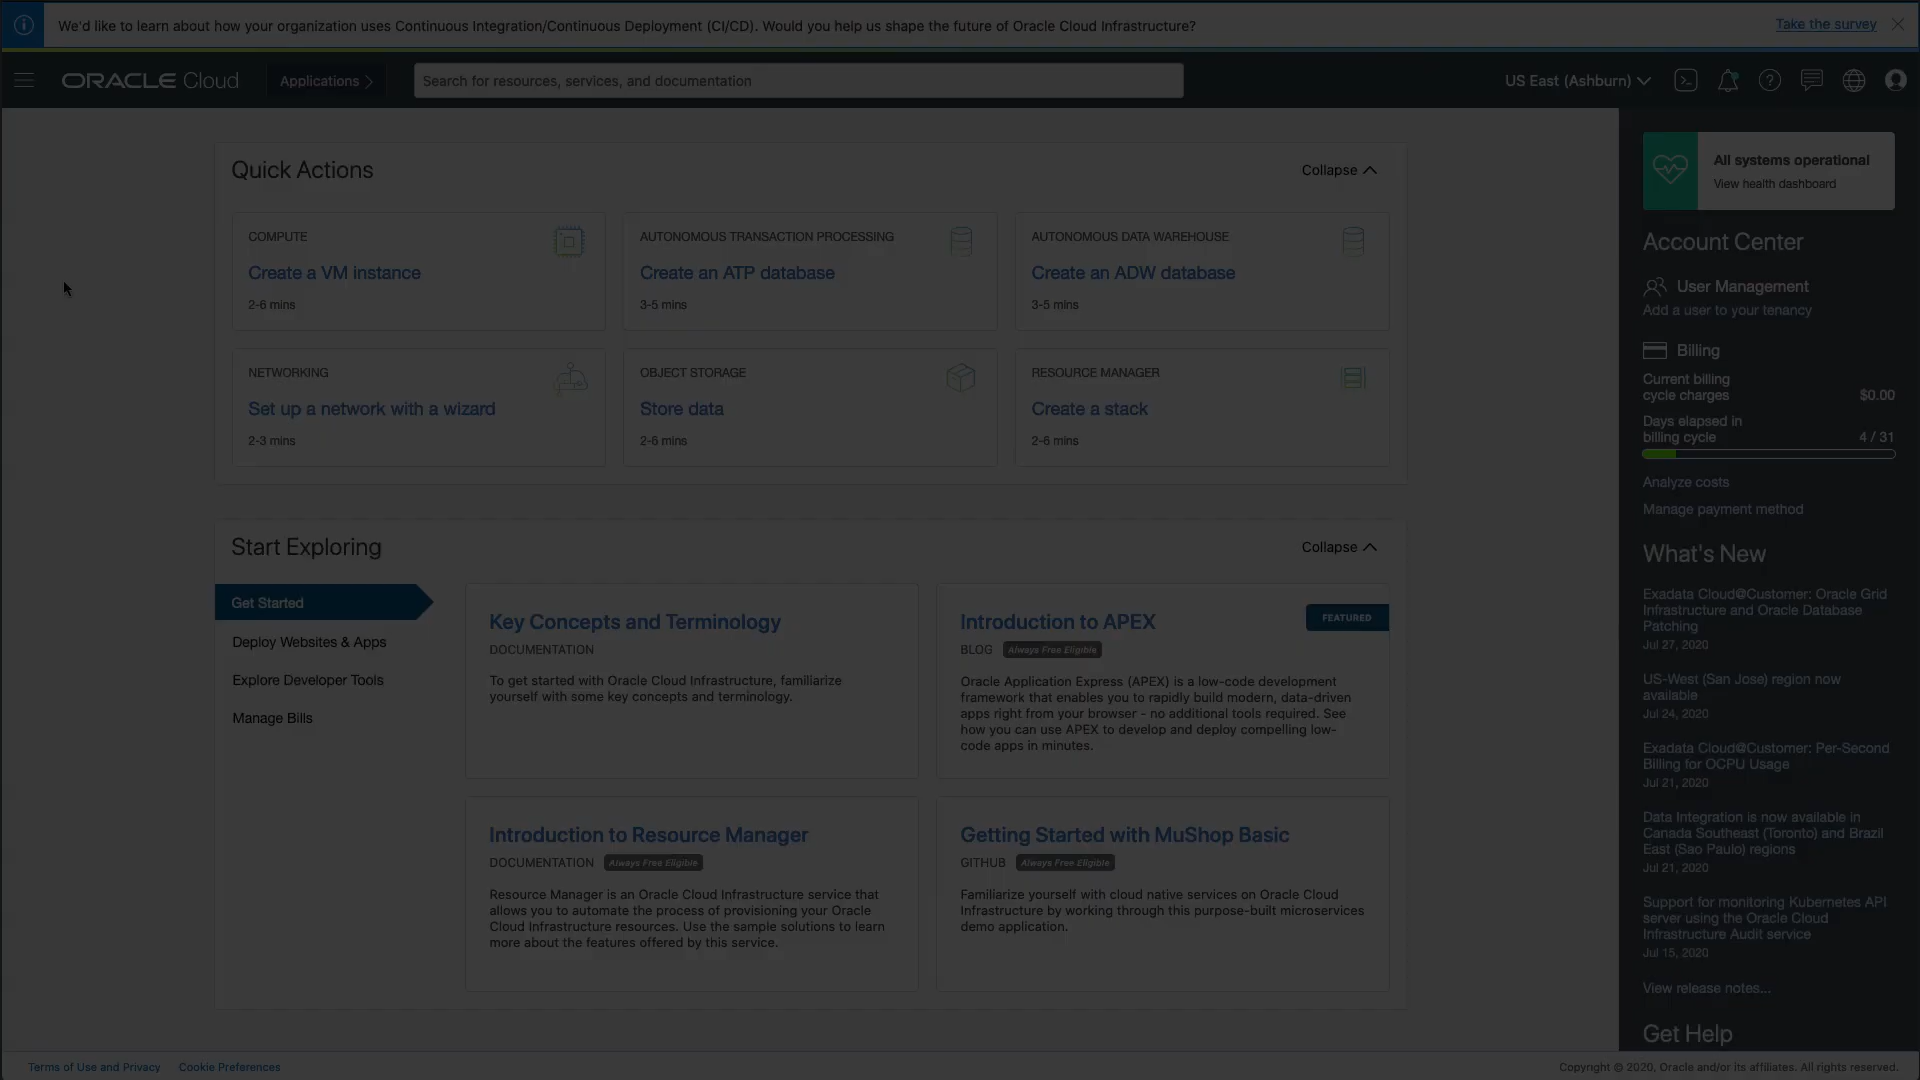 We'd like to learn about how your organization uses Continuous Integration/Continuous Deployment (CI/CD). Would you help us shape the future of Oracle Cloud Infrastructure?
Take the survey
ORACLE Cloud
Applications
Search for resources, services, and documentation
US East (Ashburn)
Quick Actions
Collapse
COMPUTE
Create a VM instance
2-6 mins
AUTONOMOUS TRANSACTION PROCESSING
Create an ATP database
3-5 mins
AUTONOMOUS DATA WAREHOUSE
Create an ADW database
3-5 mins
NETWORKING
Set up a network with a wizard
2-3 mins
OBJECT STORAGE
Store data
2-6 mins
RESOURCE MANAGER
Create a stack
2-6 mins
Start Exploring
Collapse
Get Started
Deploy Websites & Apps
Explore Developer Tools
Manage Bills
Key Concepts and Terminology
DOCUMENTATION
To get started with Oracle Cloud Infrastructure, familiarize
yourself with some key concepts and terminology.
Introduction to APEX
FEATURED
BLOG Always Free Eligible
Oracle Application Express (APEX) is a low-code development
framework that enables you to rapidly build modern, data-driven
apps right from your browser - no additional tools required. See
how you can use APEX to develop and deploy compelling low-
code apps in minutes.
Introduction to Resource Manager
DOCUMENTATION Always Free Eligible
Resource Manager is an Oracle Cloud Infrastructure service that
allows you to automate the process of provisioning your Oracle
Cloud Infrastructure resources. Use the sample solutions to learn
more about the features offered by this service.
Getting Started with MuShop Basic
GITHUB Always Free Eligible
Familiarize yourself with cloud native services on Oracle Cloud
Infrastructure by working through this purpose-built microservices
demo application.
All systems operational
View health dashboard
Account Center
User Management
Add a user to your tenancy
Billing
Current billing
cycle charges $0.00
Days elapsed in
billing cycle 4 / 31
Analyze costs
Manage payment method
What's New
Exadata Cloud@Customer: Oracle Grid
Infrastructure and Oracle Database
Patching
Jul 27, 2020
US-West (San Jose) region now
available
Jul 24, 2020
Exadata Cloud@Customer: Per-Second
Billing for OCPU Usage
Jul 21, 2020
Data Integration is now available in
Canada Southeast (Toronto) and Brazil
East (Sao Paulo) regions
Jul 21, 2020
Support for monitoring Kubernetes API
server using the Oracle Cloud
Infrastructure Audit service
Jul 15, 2020
View release notes...
Get Help
Terms of Use and Privacy
Cookie Preferences
Copyright © 2020, Oracle and/or its affiliates. All rights reserved.